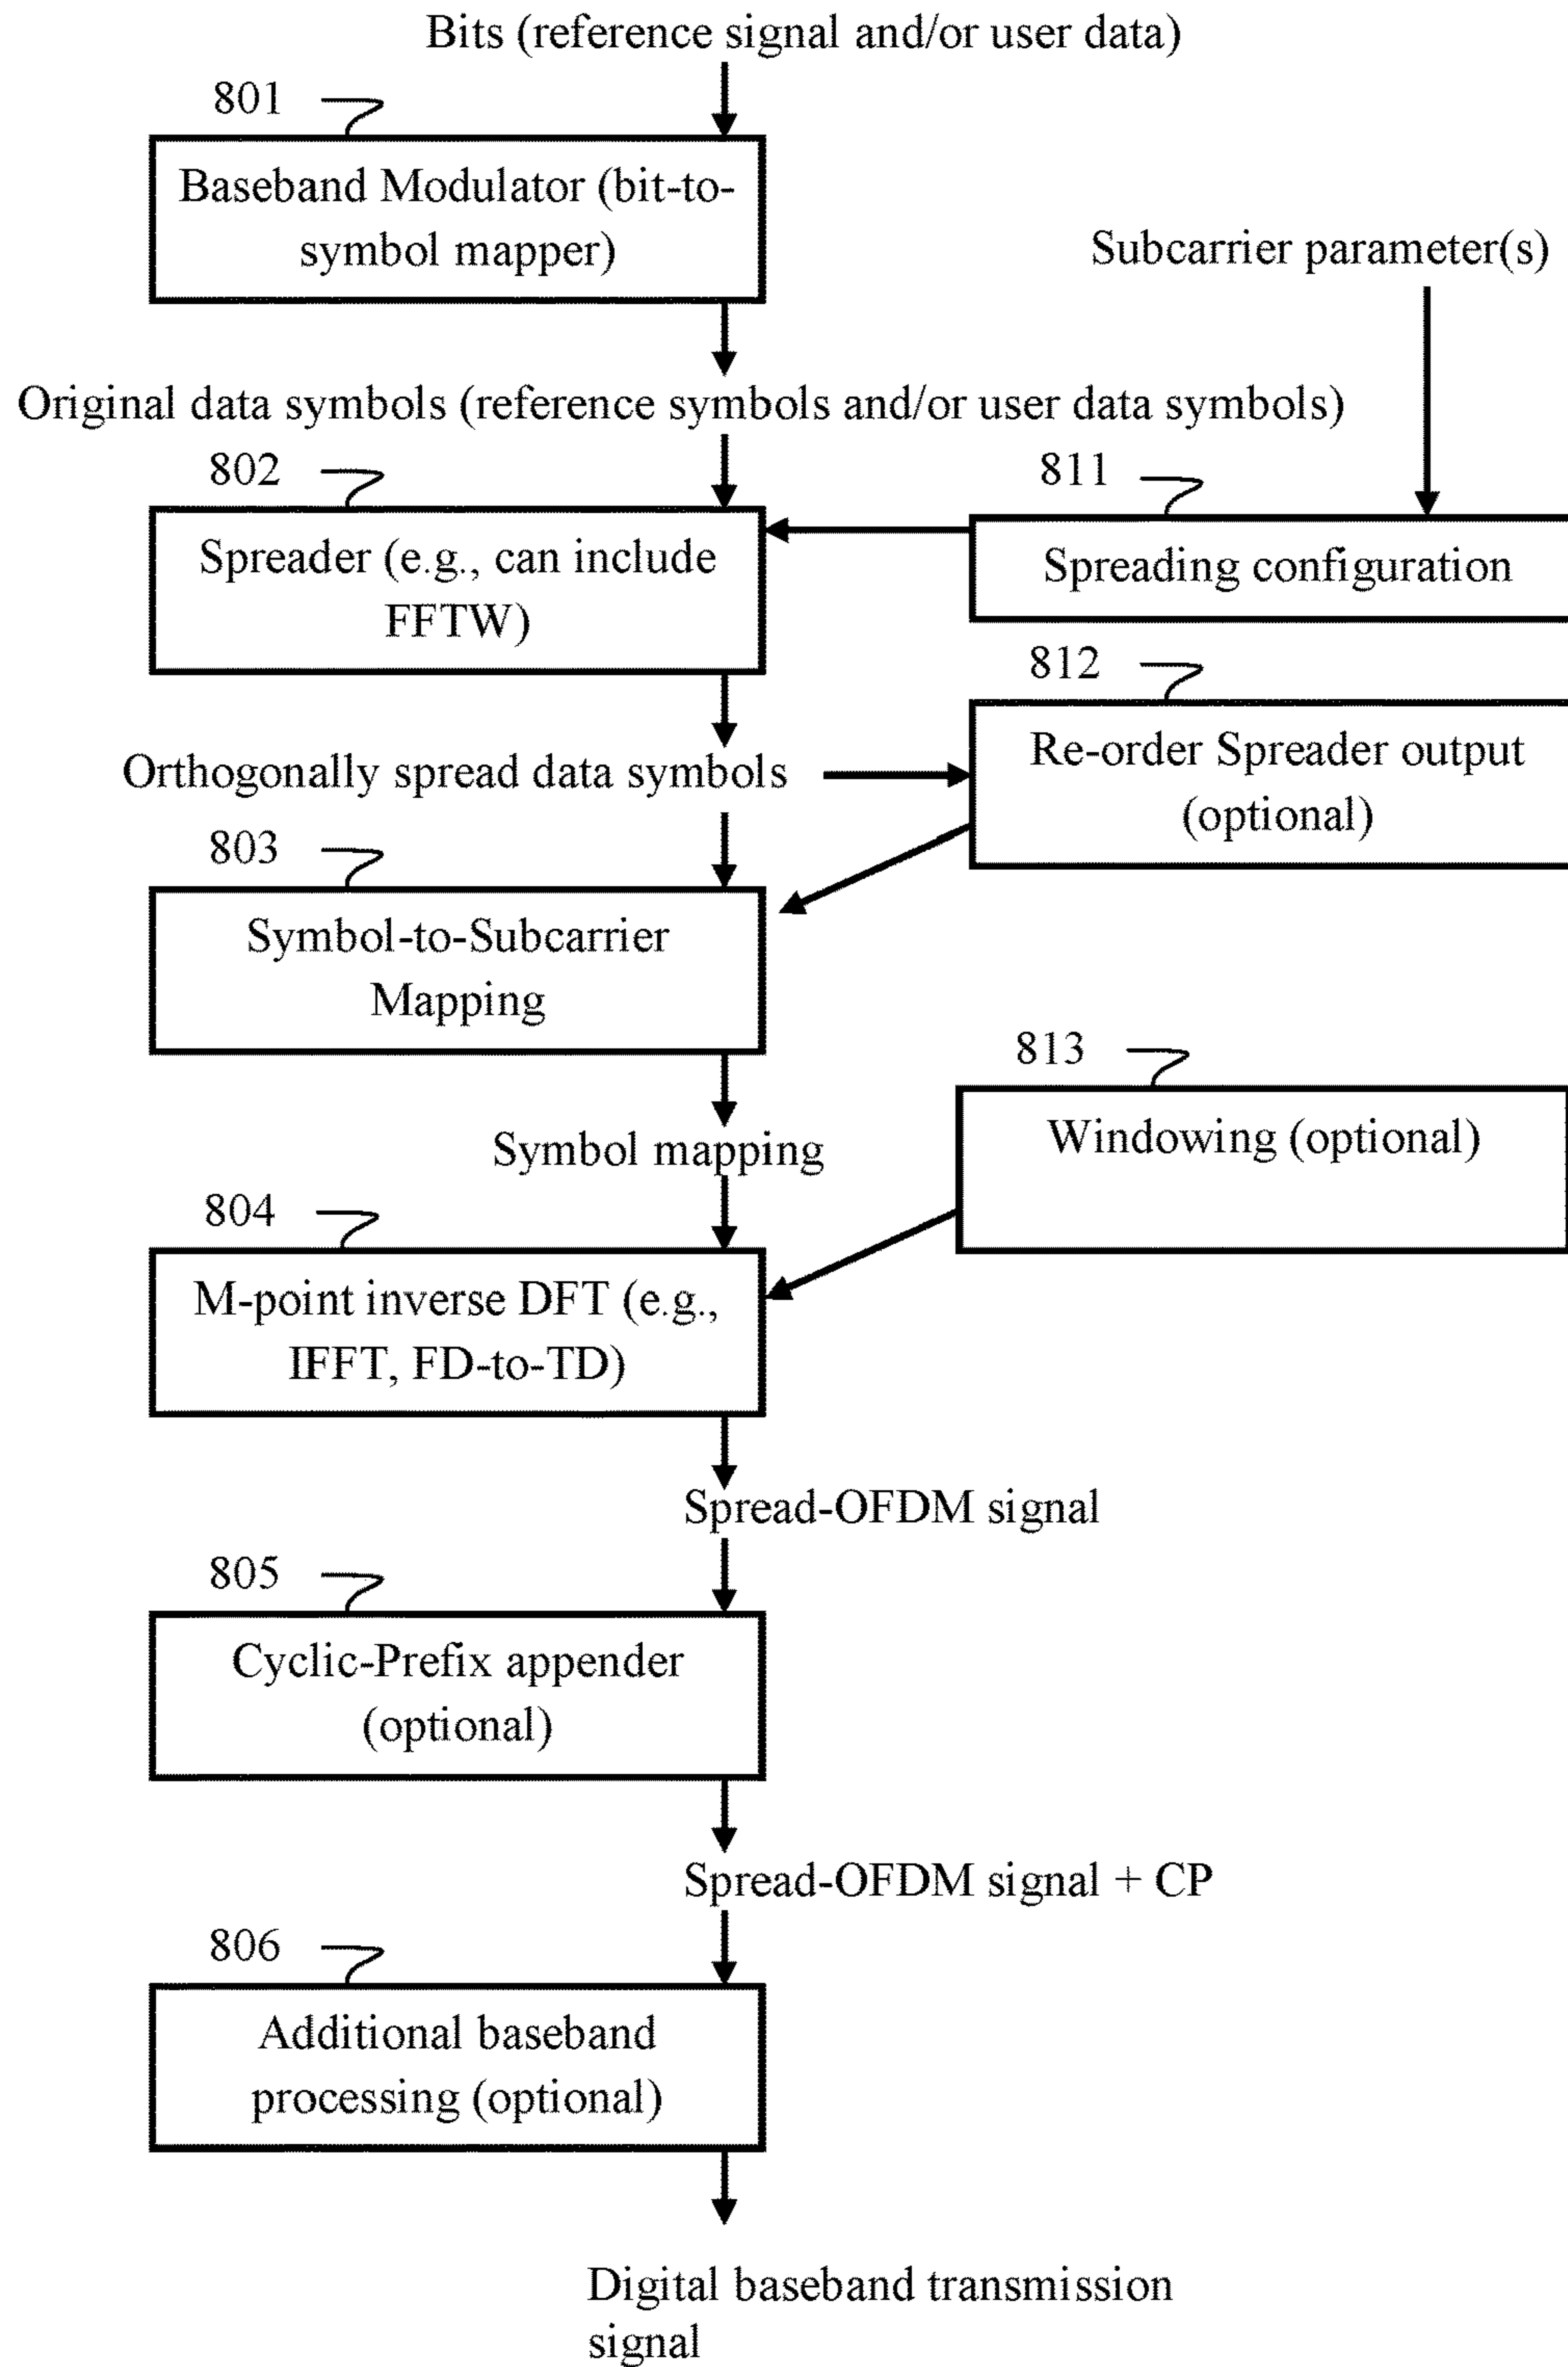 Bits (reference signal and/or user data)
801
Baseband Modulator (bit-to-
symbol mapper)
Subcarrier parameter(s)
Original data symbols (reference symbols and/or user data symbols)
802
811
Spreader (e.g., can include
FFTW)
Spreading configuration
812
Re-order Spreader output
(optional)
Orthogonally spread data symbols
803
Symbol-to-Subcarrier
Mapping
813
Windowing (optional)
Symbol mapping
804
M-point inverse DFT (e.g.,
IFFT, FD-to-TD)
Spread-OFDM signal
805
Cyclic-Prefix appender
(optional)
Spread-OFDM signal + CP
806
Additional baseband
processing (optional)
Digital baseband transmission
signal